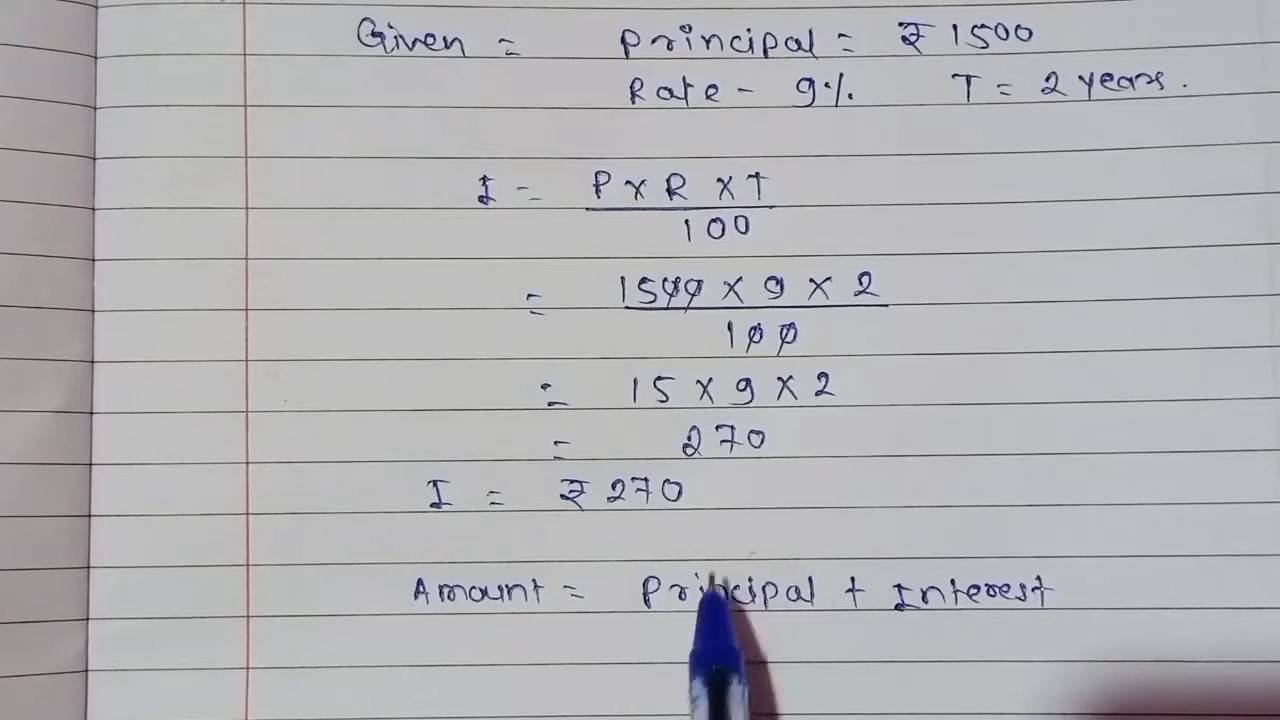 Given = Principal = ₹ 1500
Rate - 9% T = 2 years.
I = P x R x T
100
= 1500 x 9 x 2
100
= 15 x 9 x 2
= 270
I = ₹ 270
Amount = Principal + Interest